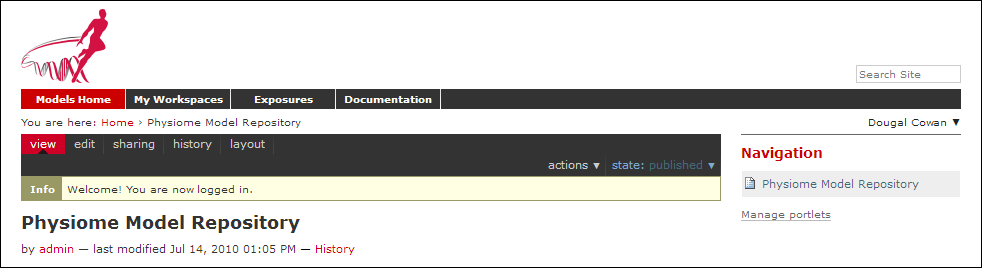 Search Site
Models Home My Workspaces Exposures Documentation
You are here: Home › Physiome Model Repository
Dougal Cowan ▼
view edit sharing history layout
actions ▼ state: published ▼
Info Welcome! You are now logged in.
Physiome Model Repository
by admin — last modified Jul 14, 2010 01:05 PM — History
Navigation
Physiome Model Repository
Manage portlets